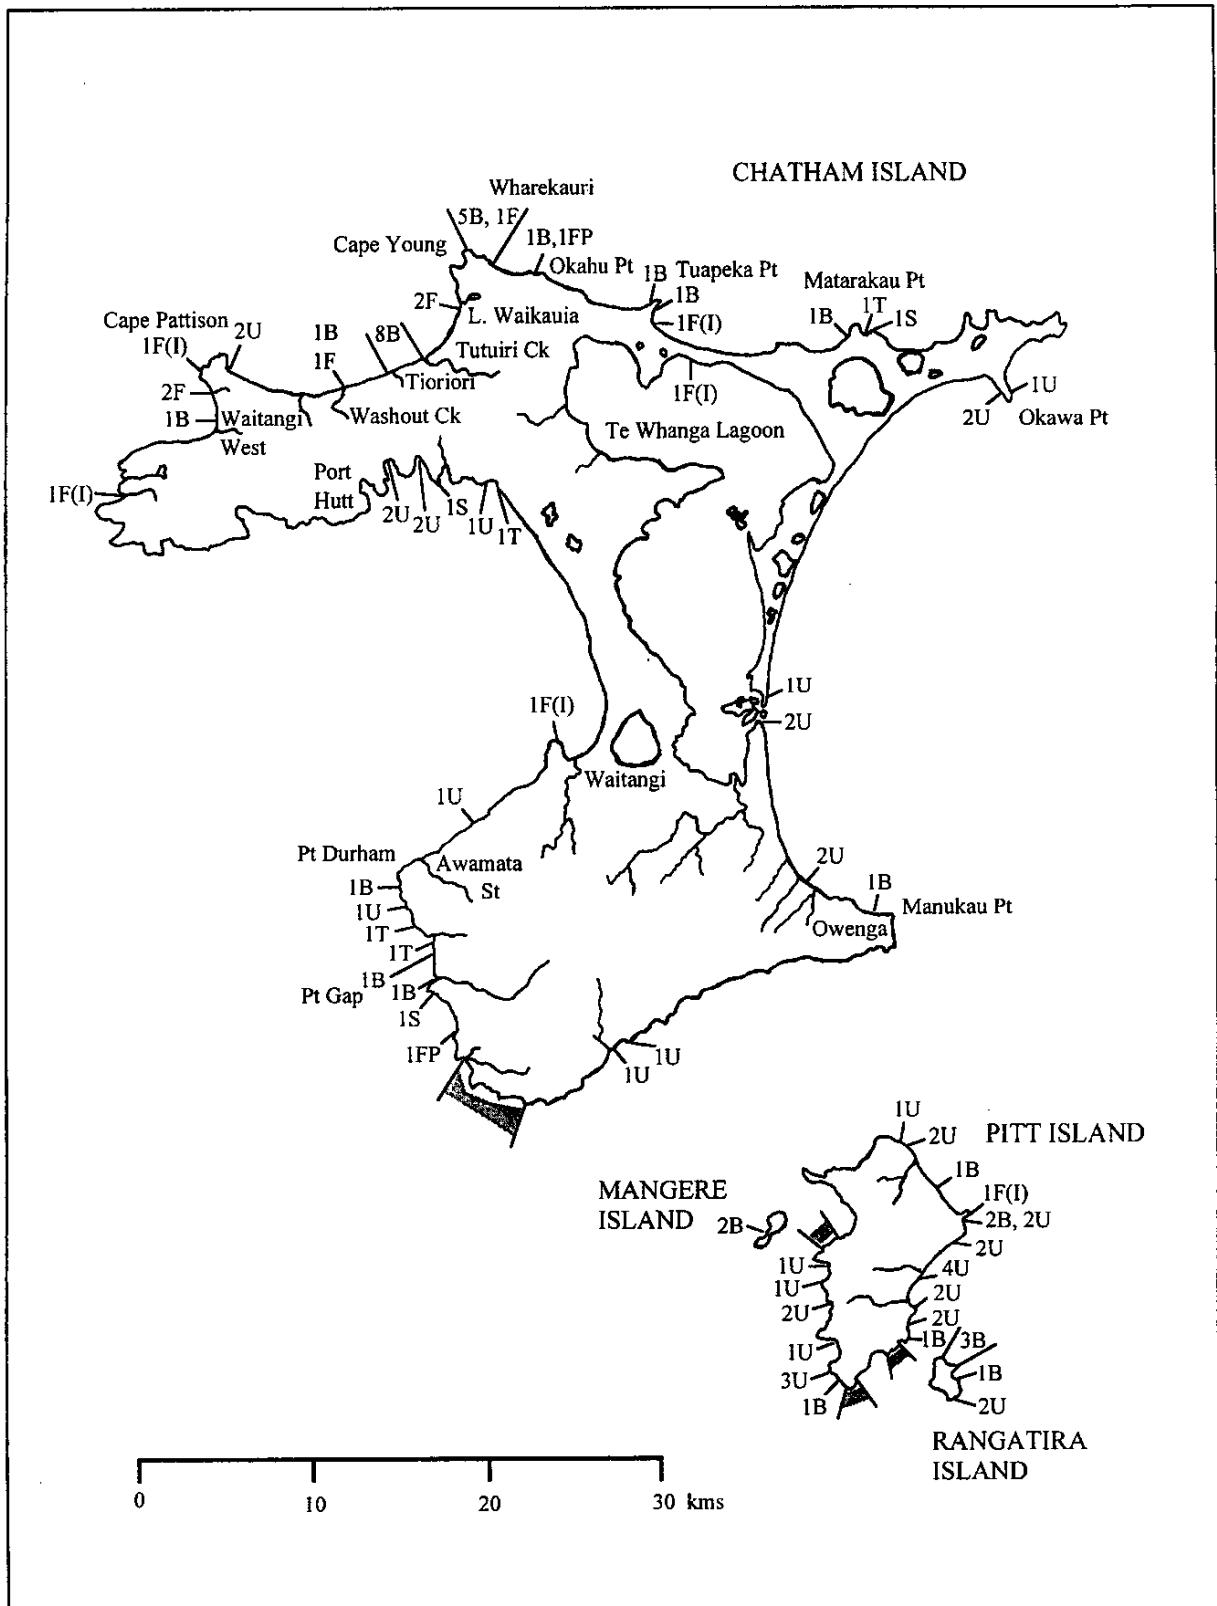 CHATHAM ISLAND
Wharekauri
5B, 1F
Cape Young
1B,1FP
Okahu Pt
1B
Tuapeka Pt
1B
1F(I)
Matarakau Pt
1T
1B
1S
2F
L. Waikauia
Cape Pattison
1F(I)
2U
1B
1F
8B
Tutuiri Ck
Tioriori
2F
1B
Waitangi
West
Washout Ck
1F(I)
1U
2U
Okawa Pt
Te Whanga Lagoon
Port
Hutt
1F(I)
2U
2U
1S
1U
1T
1U
2U
1F(I)
Waitangi
1U
Pt Durham
Awamata
St
1B
1U
1T
1T
1B
Pt Gap
1B
1S
1FP
2U
1B
Manukau Pt
Owenga
1U
1U
1U
2U
PITT ISLAND
1B
1F(I)
2B, 2U
2U
MANGERE
ISLAND
2B
1U
1U
2U
1U
3U
1B
4U
2U
2U
1B
3B
1B
2U
RANGATIRA
ISLAND
0
10
20
30 kms